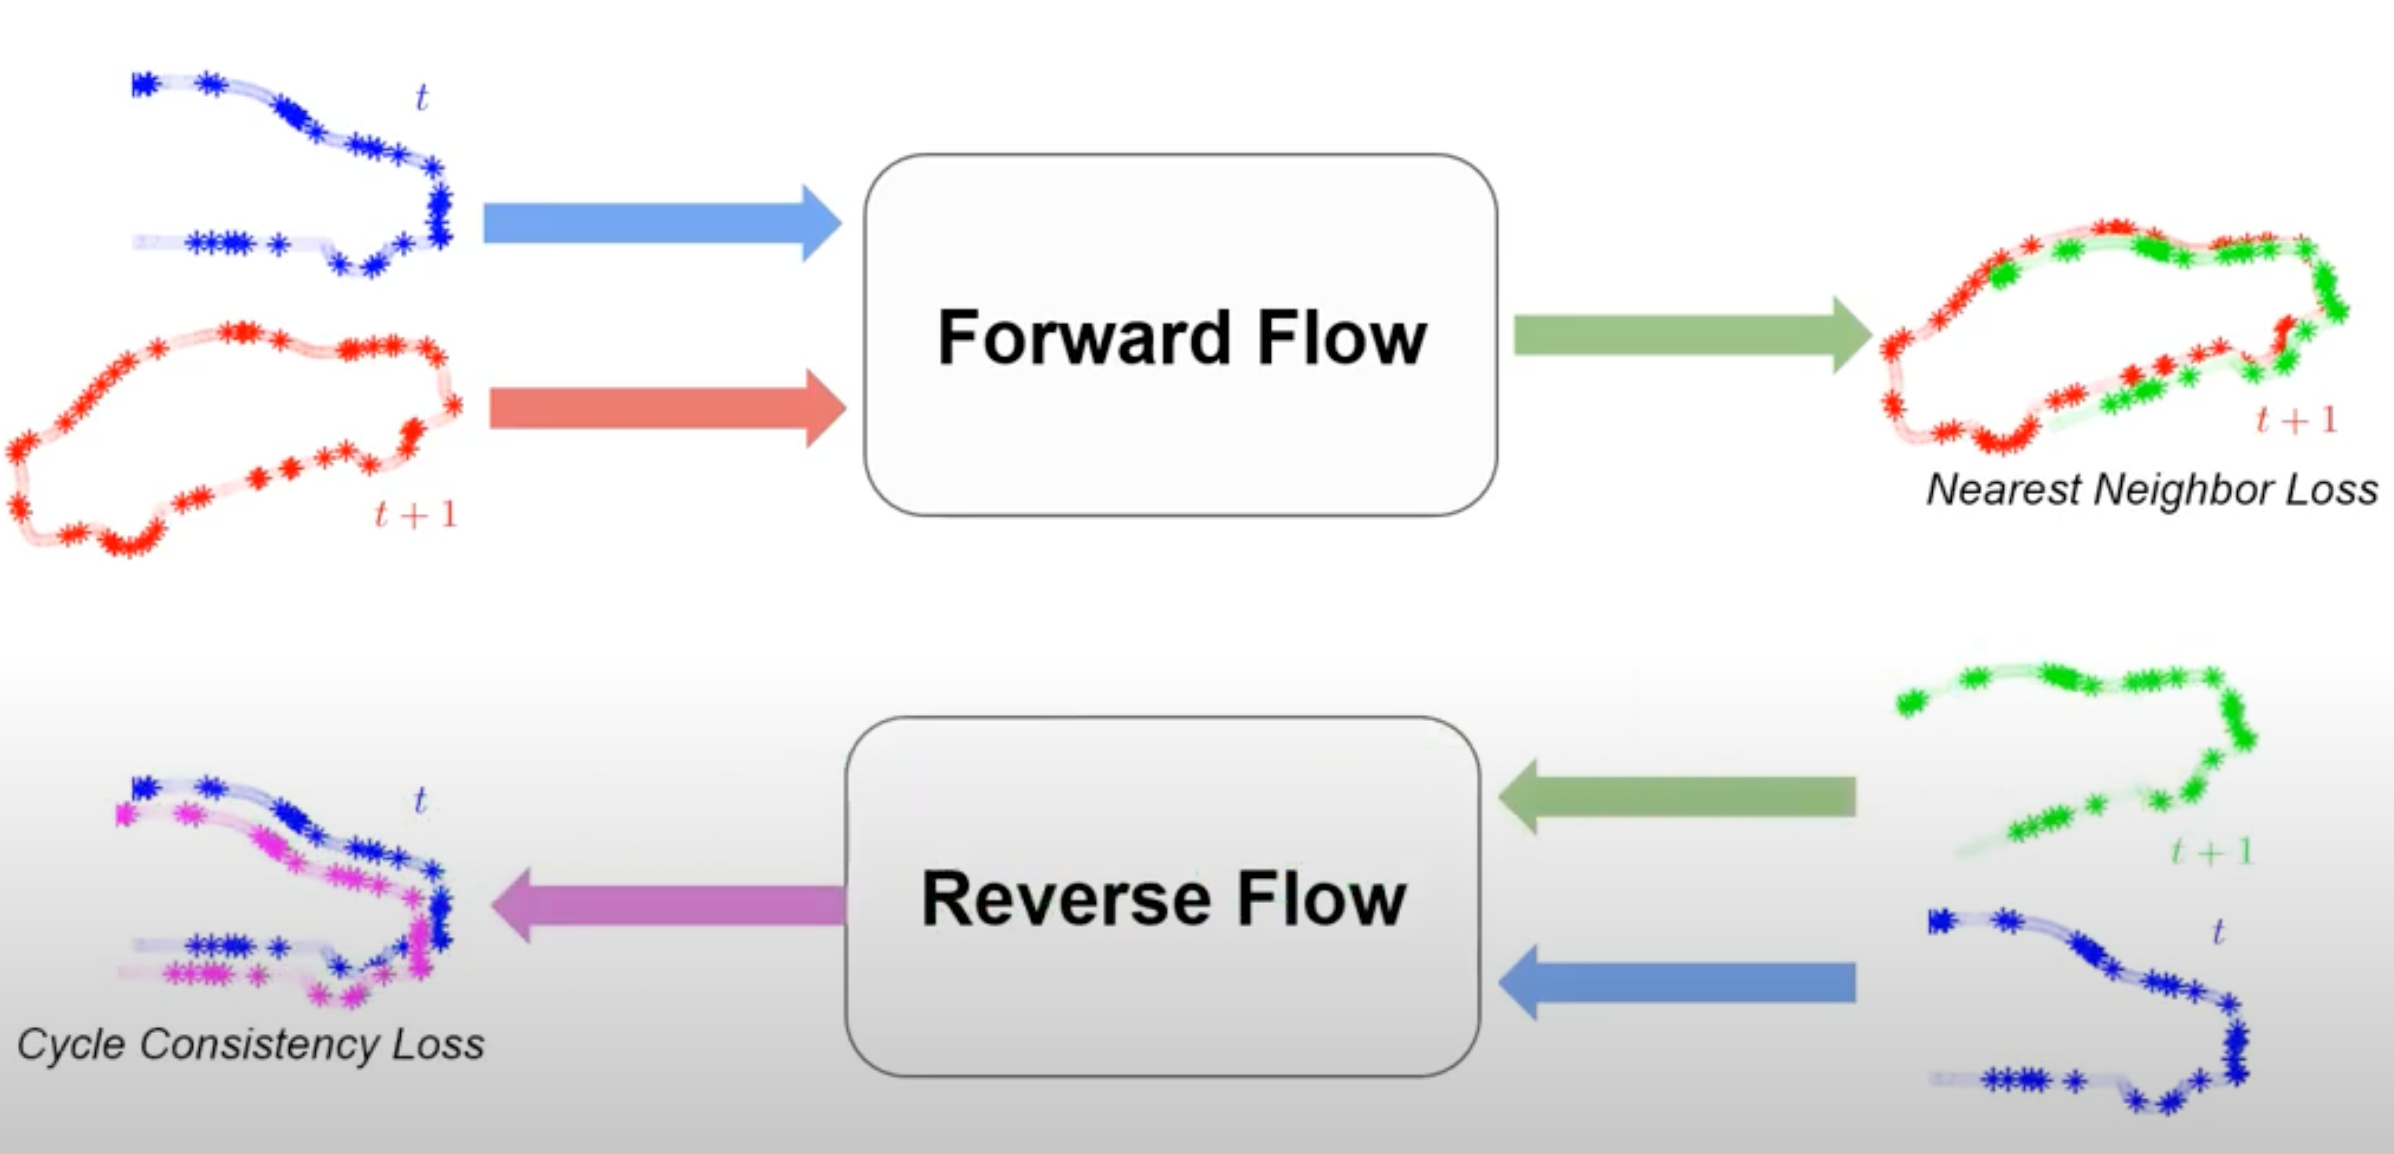 t
Forward Flow
t + 1
t + 1
Nearest Neighbor Loss
t
t + 1
Reverse Flow
t
Cycle Consistency Loss